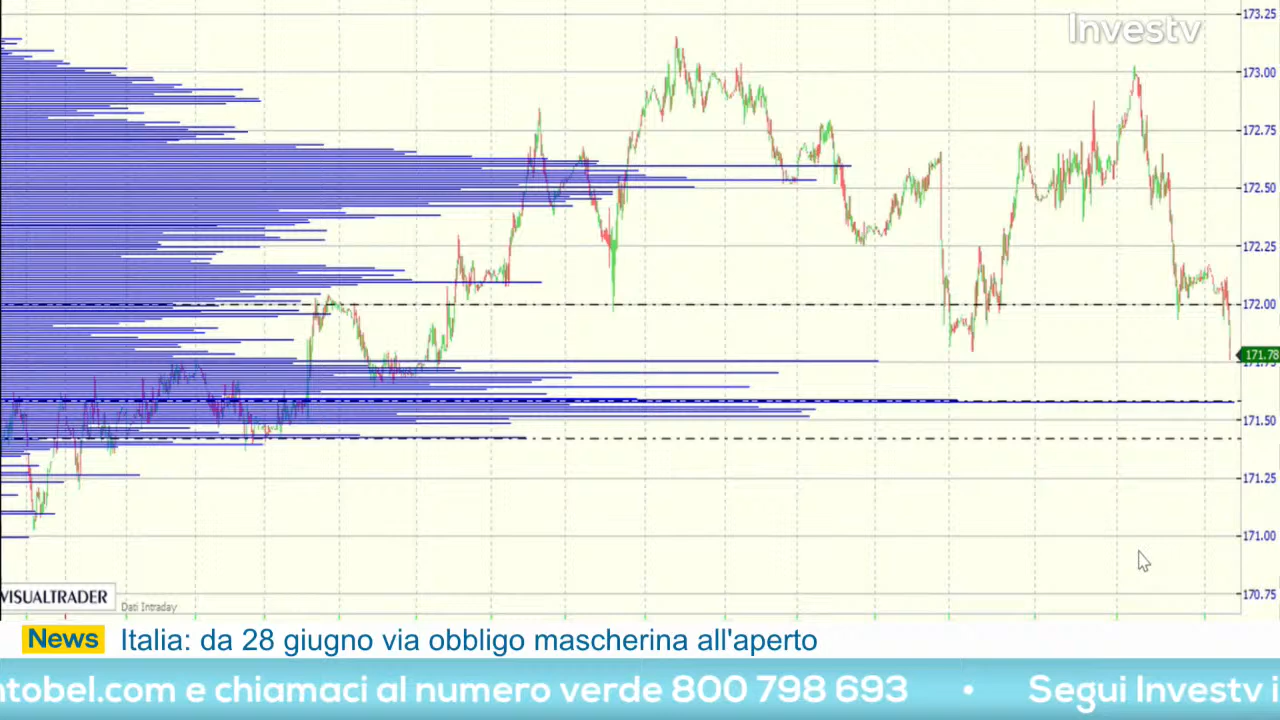 173.25
Investv
173.00
172.75
172.50
172.25
172.00
171.78
171.75
171.50
171.25
171.00
170.75
VISUALTRADER
Dati Intraday
News Italia: da 28 giugno via obbligo mascherina all'aperto
ntobel.com e chiamaci al numero verde 800 798 693 • Segui Investv i